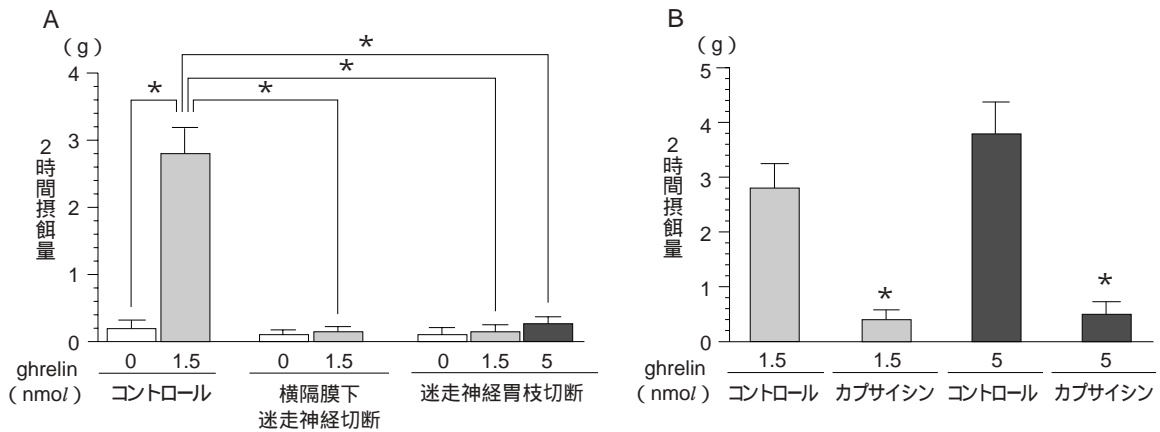 A
（g）
4
3
2
1
0
2時間摂餌量
*
*
*
*
0 1.5 0 1.5 0 1.5 5
ghrelin
（nmol）
コントロール
横隔膜下
迷走神経切断
迷走神経胃枝切断
B
（g）
5
4
3
2
1
0
2時間摂餌量
*
*
1.5 1.5 5 5
ghrelin
（nmol）
コントロール カプサイシン コントロール カプサイシン